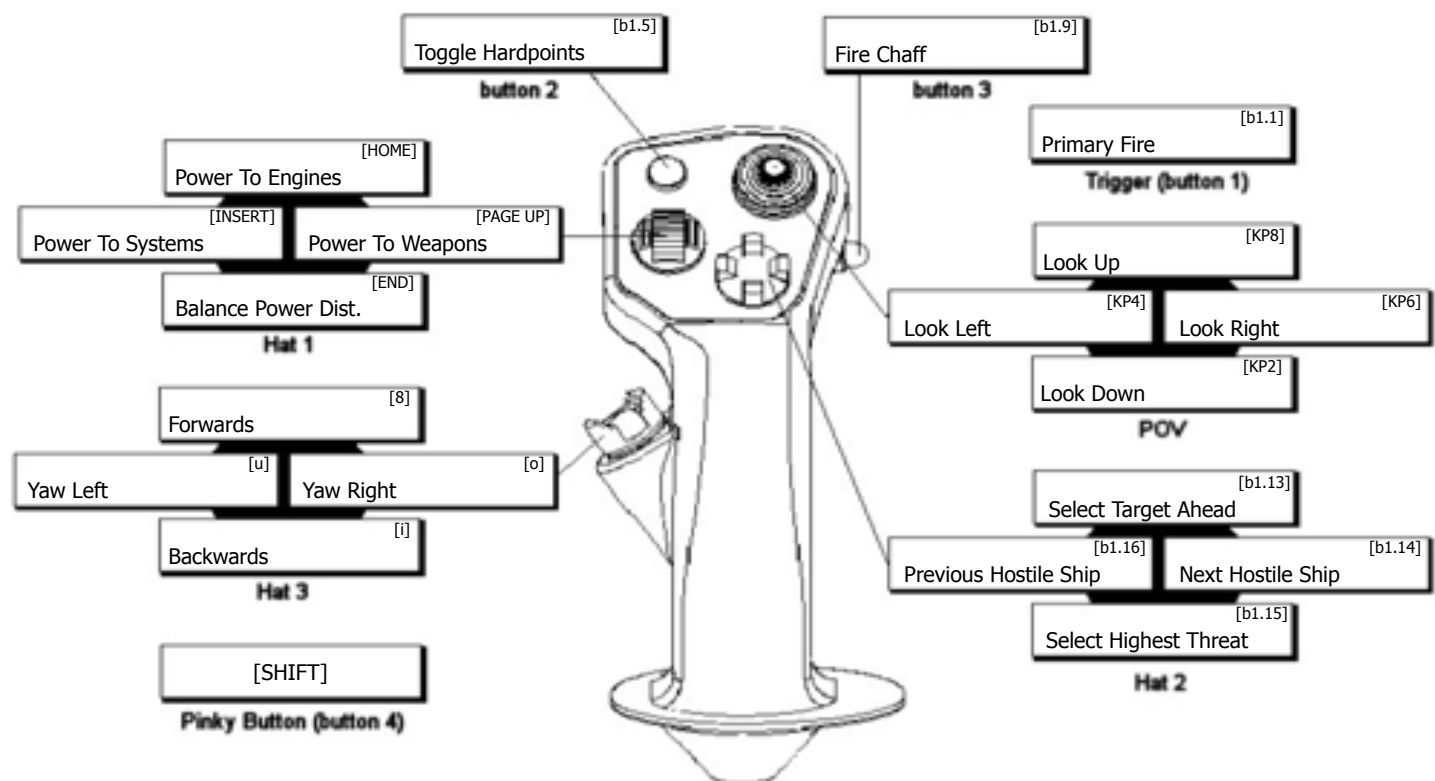 [b1.5]
Toggle Hardpoints
button 2
[b1.9]
Fire Chaff
button 3
[b1.1]
Primary Fire
Trigger (button 1)
[HOME]
Power To Engines
[INSERT]
Power To Systems
[PAGE UP]
Power To Weapons
[END]
Balance Power Dist.
Hat 1
[KP8]
Look Up
[KP4]
Look Left
[KP6]
Look Right
[KP2]
Look Down
POV
[8]
Forwards
[u]
Yaw Left
[o]
Yaw Right
[i]
Backwards
Hat 3
[b1.13]
Select Target Ahead
[b1.16]
Previous Hostile Ship
[b1.14]
Next Hostile Ship
[b1.15]
Select Highest Threat
Hat 2
[SHIFT]
Pinky Button (button 4)